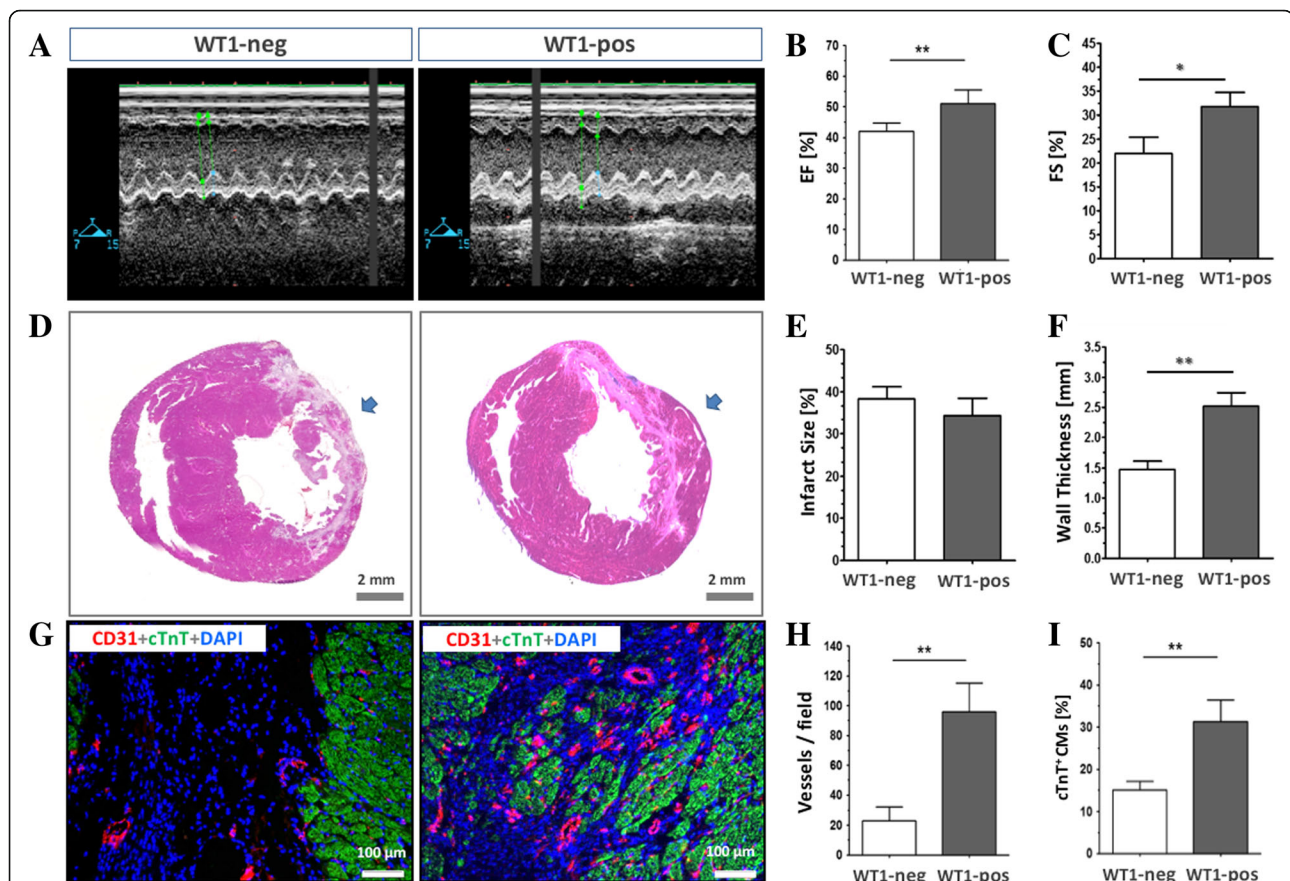 A
WT1-neg
WT1-pos
P
R
7
15
P
R
7
15
B
**
EF [%]
70
60
50
40
30
20
10
0
WT1-neg
WT1-pos
C
*
FS [%]
45
40
35
30
25
20
15
10
5
0
WT1-neg
WT1-pos
D
2 mm
2 mm
E
Infarct Size [%]
50
40
30
20
10
0
WT1-neg
WT1-pos
F
**
Wall Thickness [mm]
3.5
3.0
2.5
2.0
1.5
1.0
0.5
0.0
WT1-neg
WT1-pos
G
CD31+cTnT+DAPI
100 μm
CD31+cTnT+DAPI
100 μm
H
**
Vessels / field
140
120
100
80
60
40
20
0
WT1-neg
WT1-pos
I
**
cTnT⁺CMs [%]
50
40
30
20
10
0
WT1-neg
WT1-pos